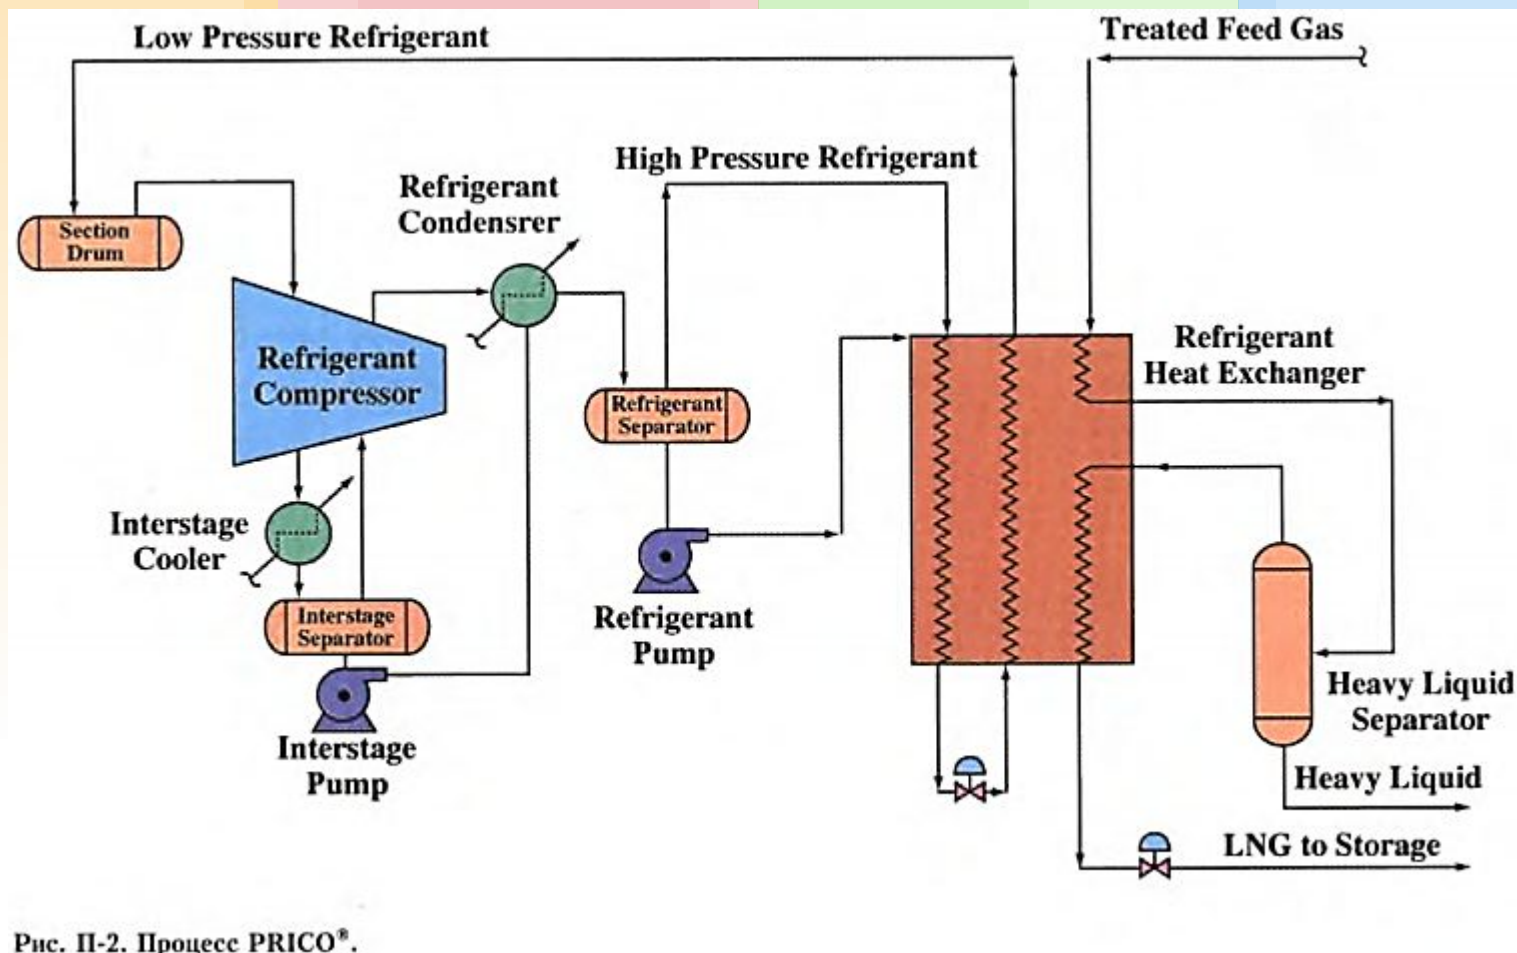 Low Pressure Refrigerant
Treated Feed Gas
High Pressure Refrigerant
Refrigerant
Condensrer
Section
Drum
Refrigerant
Compressor
Refrigerant
Separator
Refrigerant
Heat Exchanger
Interstage
Cooler
Interstage
Separator
Refrigerant
Pump
Interstage
Pump
Heavy Liquid
Separator
Heavy Liquid
LNG to Storage
Рис. П-2. Процесс PRICO®.